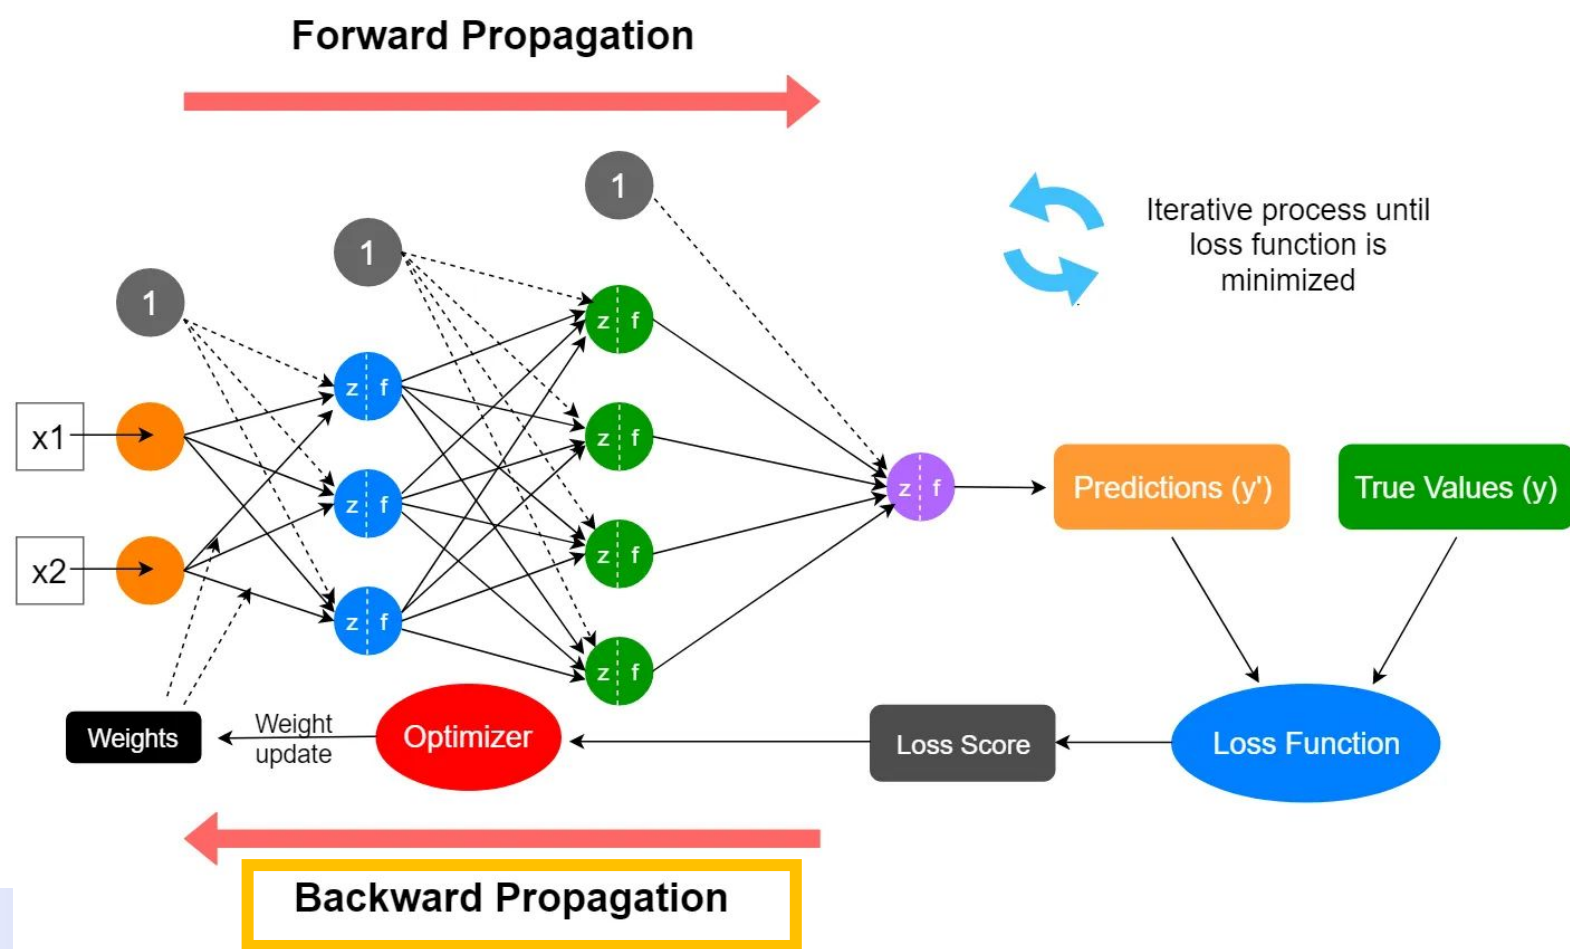 Forward Propagation
1
1
1
Iterative process until
loss function is
minimized
z f
z f
x1
z f
z f
z f
Predictions (y')
True Values (y)
z f
z f
x2
z f
Weights
Weight
update
Optimizer
Loss Score
Loss Function
Backward Propagation